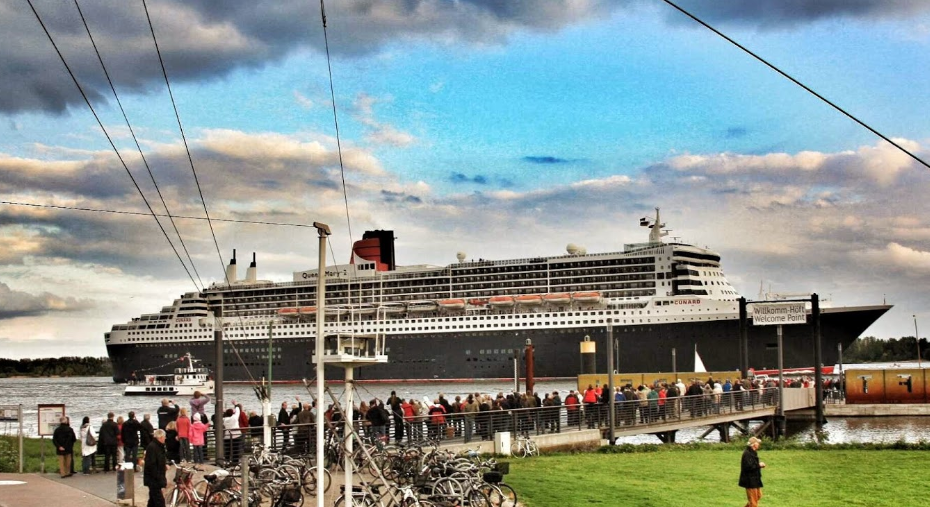 Queen Mary 2
CUNARD
Willkomm-Höft
Welcome Point